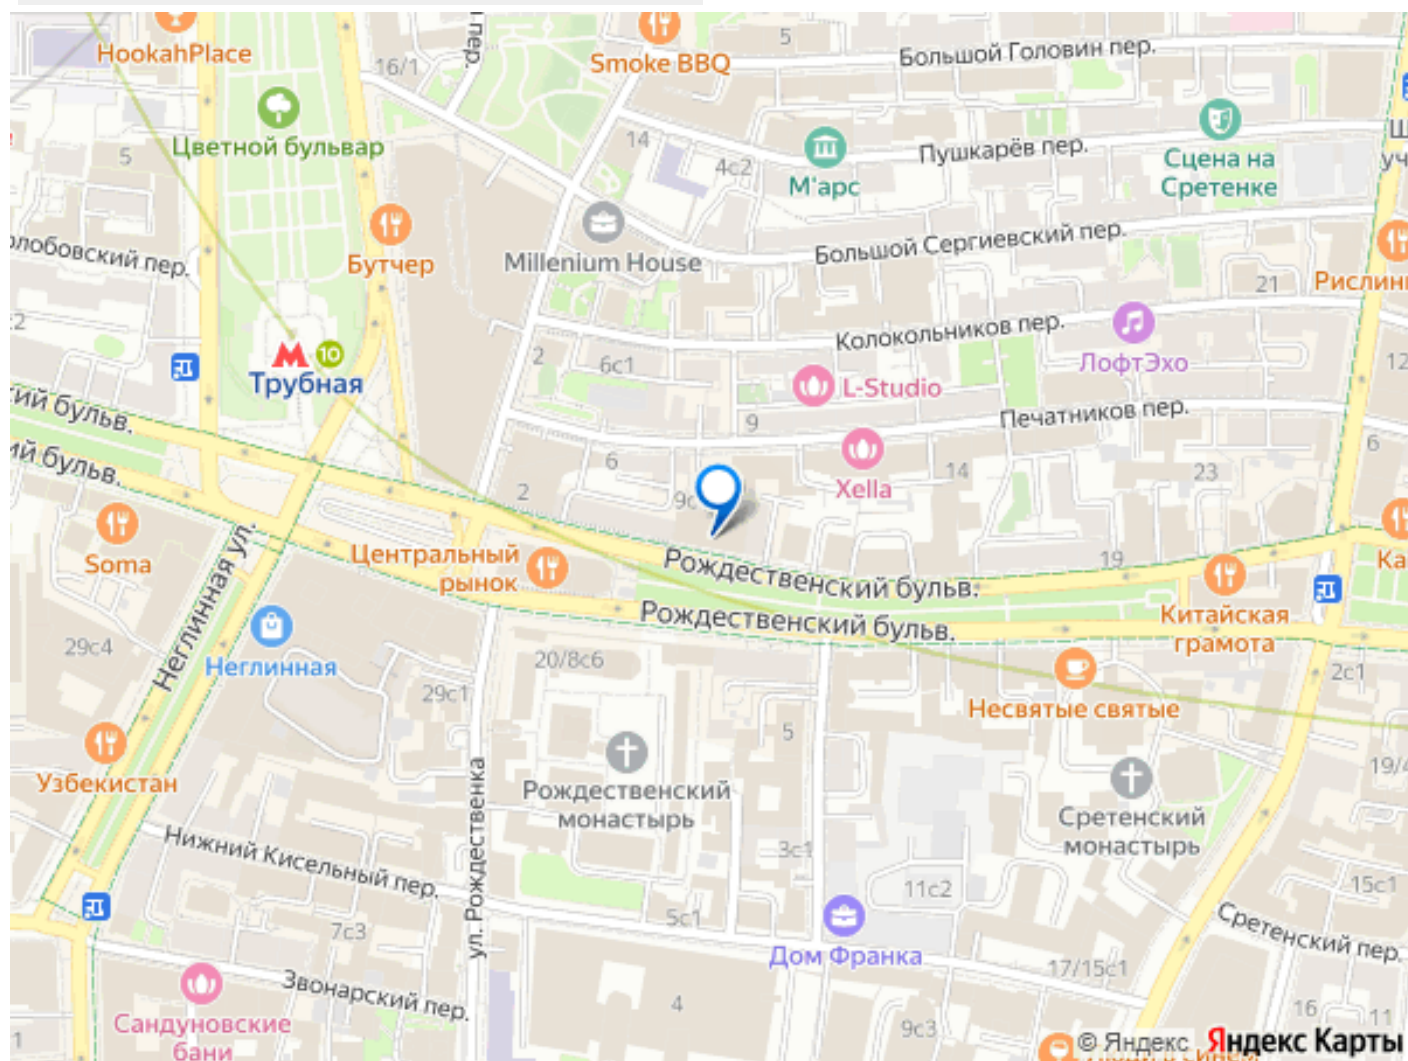 HookahPlace
16/1
пер.
Smoke BBQ
5
Большой Головин пер.
Цветной бульвар
5
14
4с2
М'арс
Пушкарёв пер.
Сцена на
Сретенке
Бутчер
Millenium House
Большой Сергиевский пер.
21
2
6с1
Колокольников пер.
ЛофтЭхо
12
10
Трубная
L-Studio
9
Печатников пер.
6
Xella
14
23
6
2
9с
Soma
Центральный
рынок
Рождественский бульв.
19
Рождественский бульв.
Китайская
грамота
Неглинная ул.
29с4
Неглинная
20/8с6
29с1
2с1
Несвятые святые
5
Узбекистан
Рождественский
монастырь
19/4
Сретенский
монастырь
ул. Рождественка
Нижний Кисельный пер.
3с1
11с2
15с1
5с1
7с3
Дом Франка
Сретенский пер.
17/15с1
Звонарский пер.
4
Сандуновские
бани
9с3
16
11
1
© Яндекс Яндекс Карты